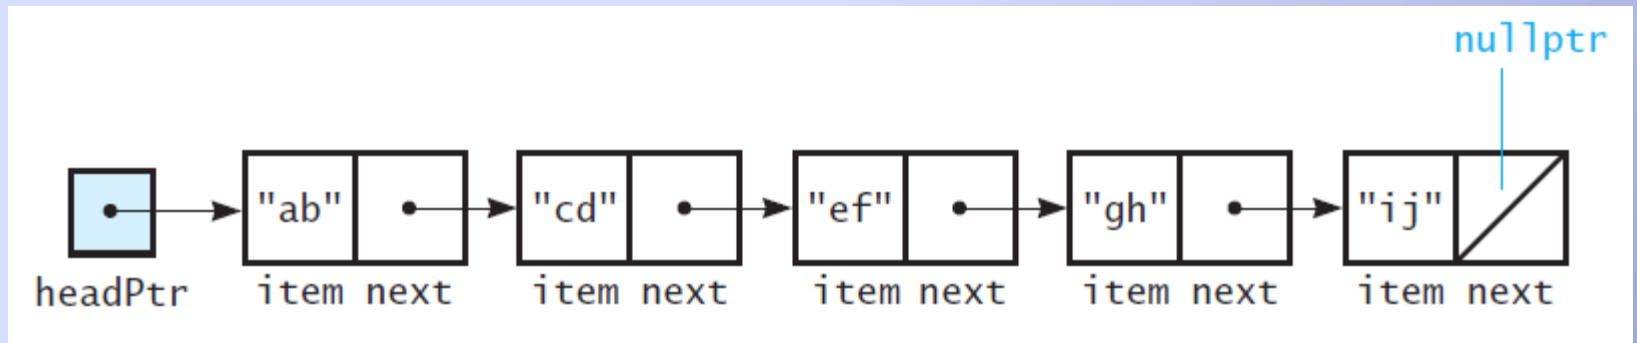 nullptr
"ab" "cd" "ef" "gh" "ij"
headPtr item next item next item next item next item next